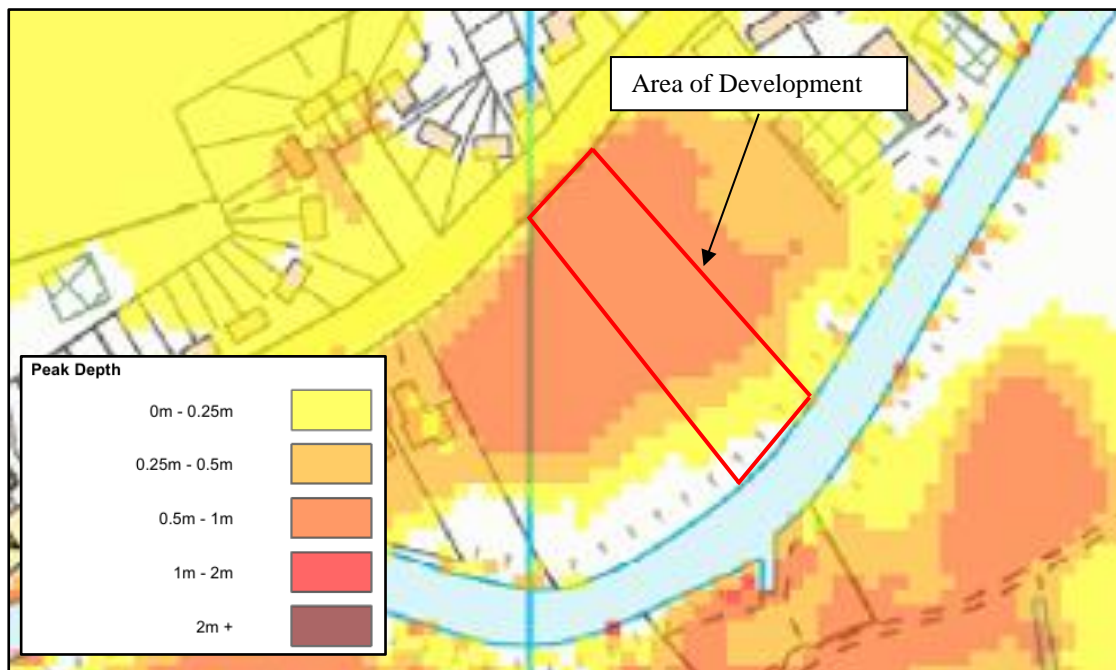 Area of Development
Peak Depth
0m - 0.25m
0.25m - 0.5m
0.5m - 1m
1m - 2m
2m +